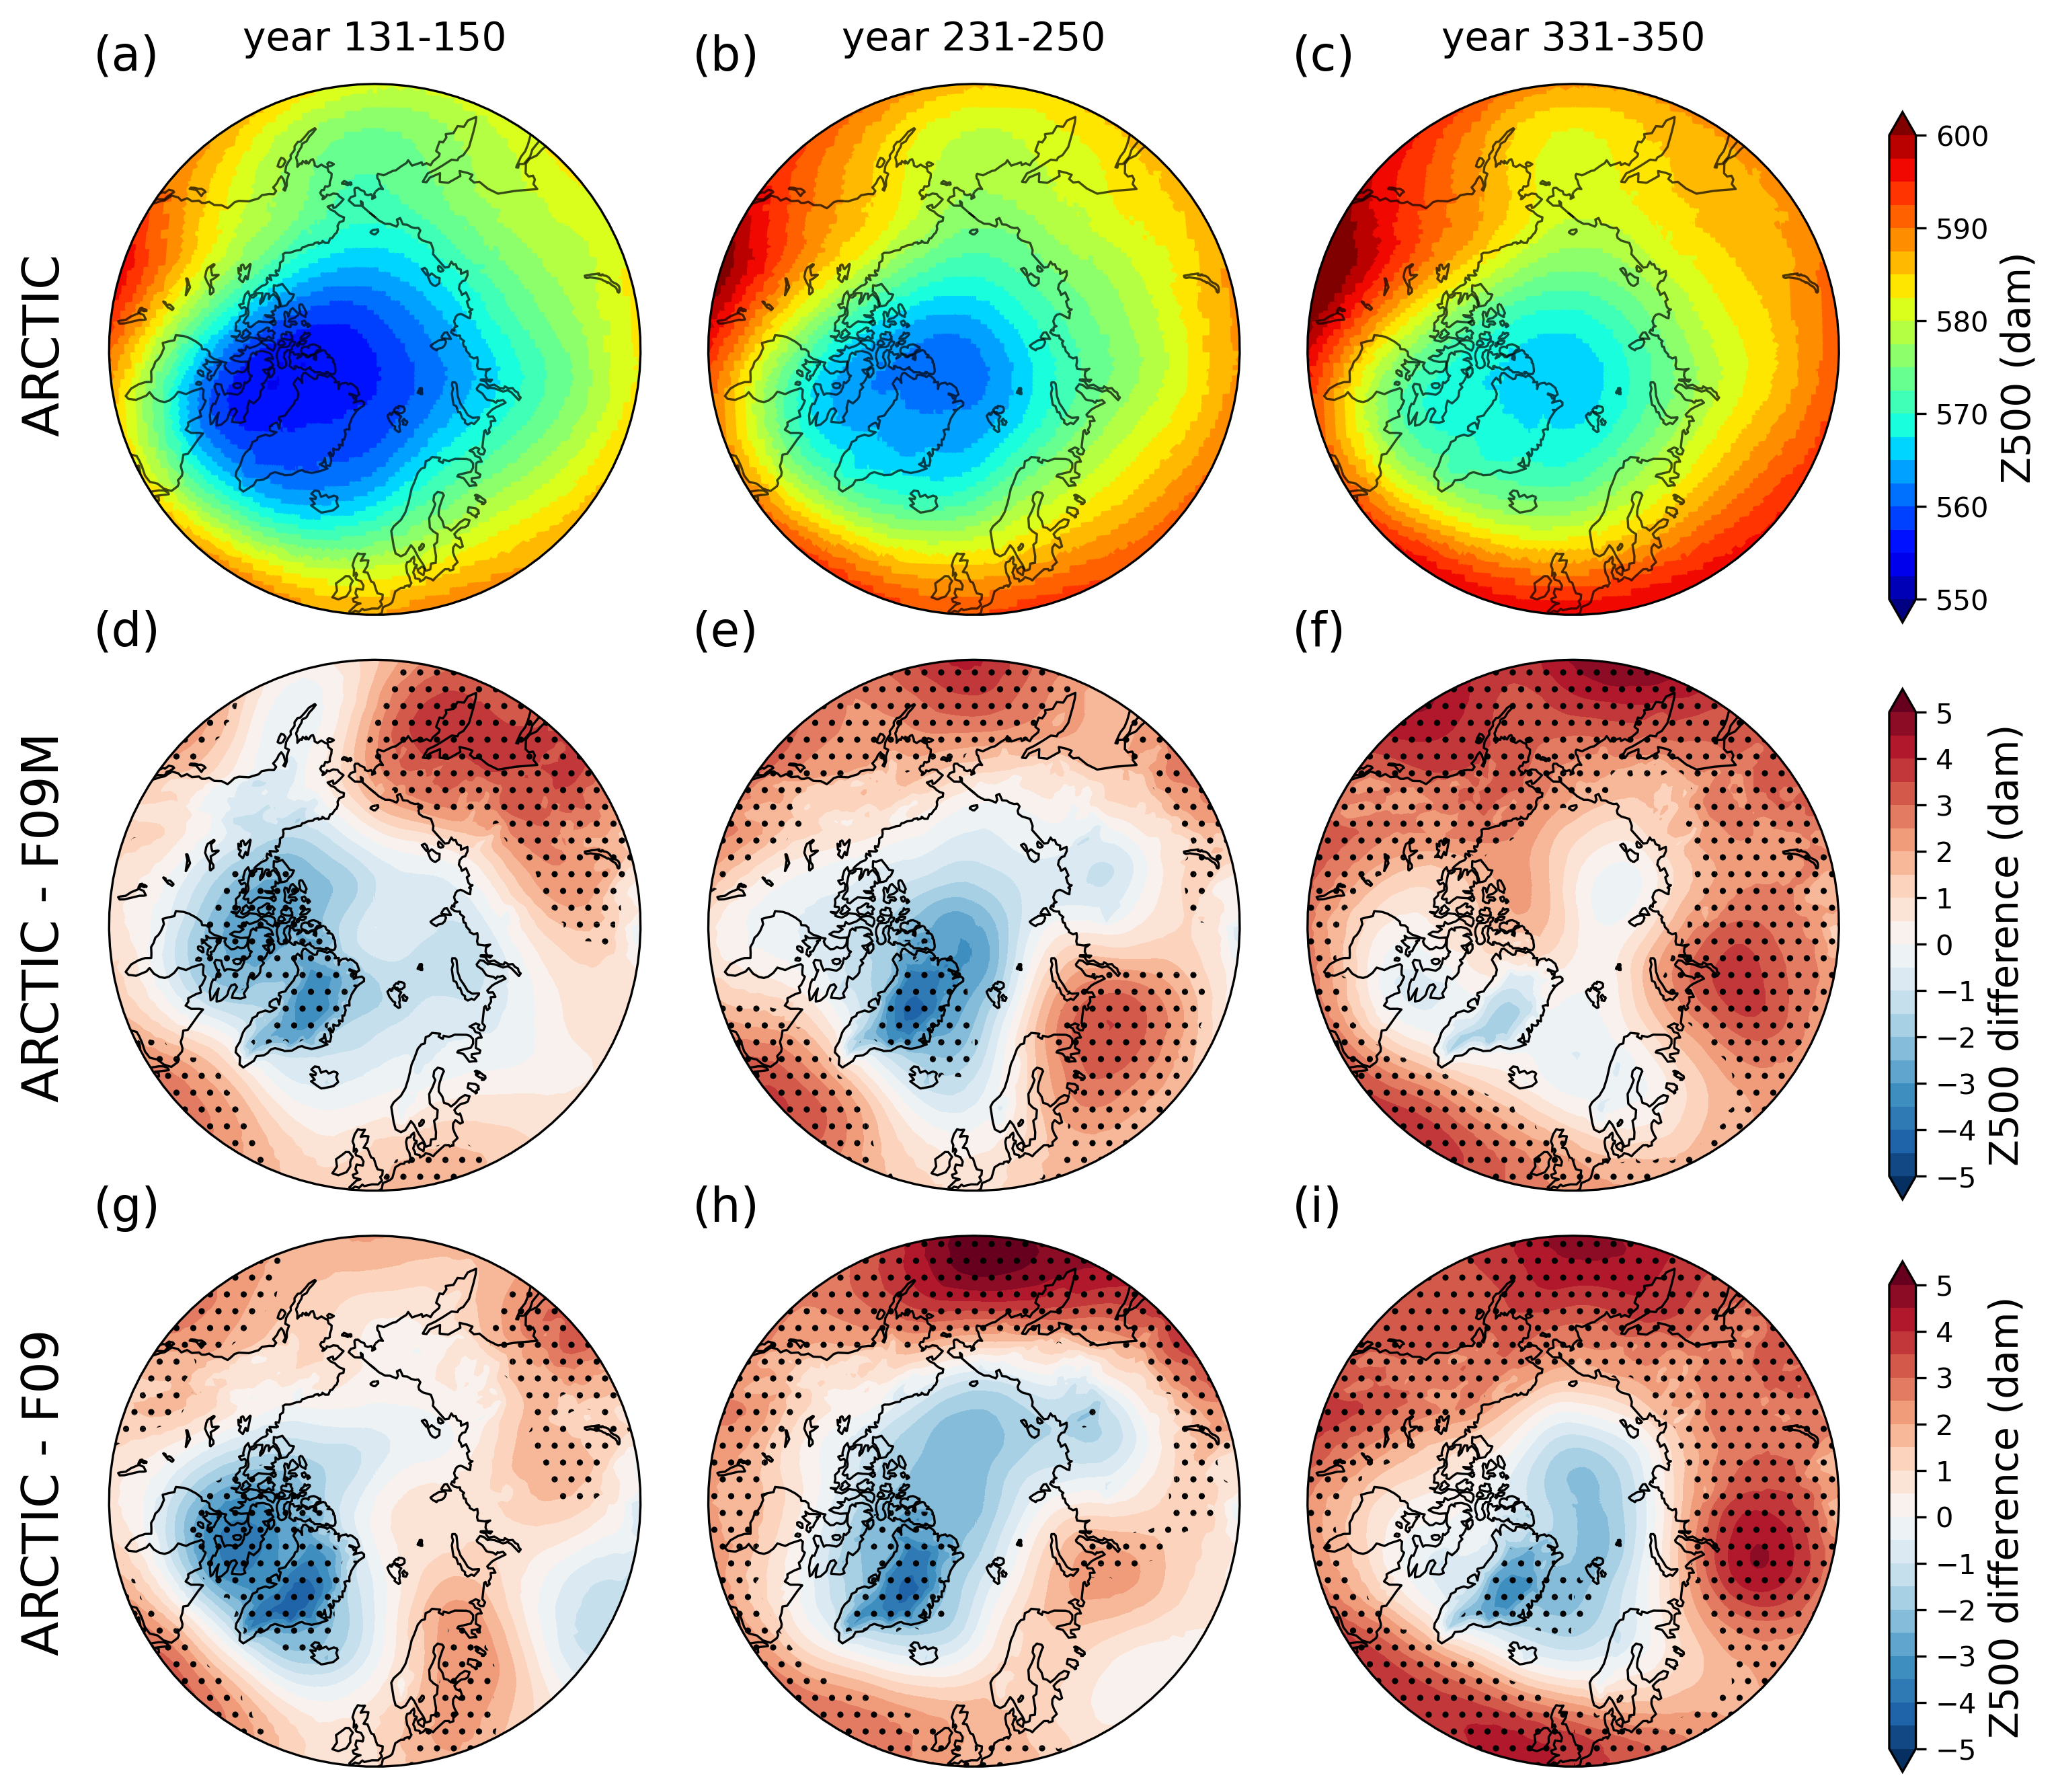 year 131-150
year 231-250
year 331-350
(a)
(b)
(c)
ARCTIC
600
590
580
570
560
550
Z500 (dam)
(d)
(e)
(f)
ARCTIC - F09M
5
4
3
2
1
0
−1
−2
−3
−4
−5
Z500 difference (dam)
(g)
(h)
(i)
ARCTIC - F09
5
4
3
2
1
0
−1
−2
−3
−4
−5
Z500 difference (dam)